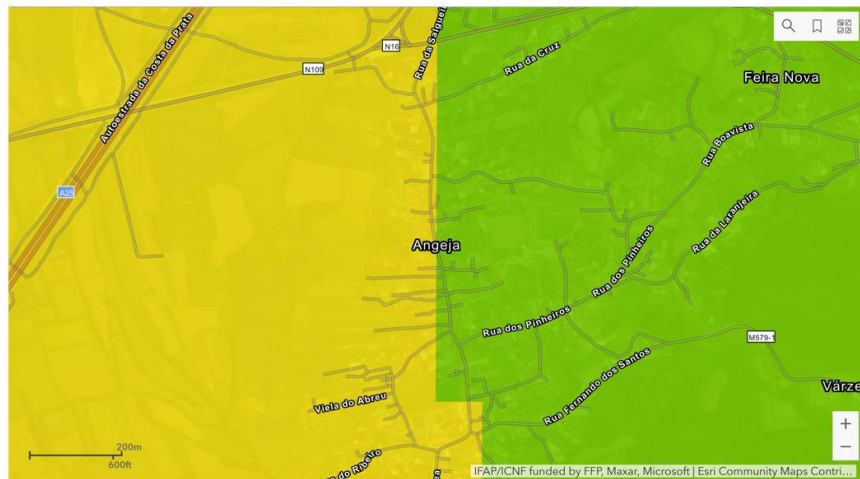 N16
Rua da Salguei
Rua da Cruz
Feira Nova
N109
Autoestrada da Costa da Prata
Rua Boavista
A25
Rua da Laranjeira
Angeja
Rua dos Pinheiros
Rua dos Pinheiros
M579-1
Rua Fernando dos Santos
Várze
Viela do Abreu
+
200m
600ft
−
do Ribeiro
IFAP/ICNF funded by FFP, Maxar, Microsoft | Esri Community Maps Contri...